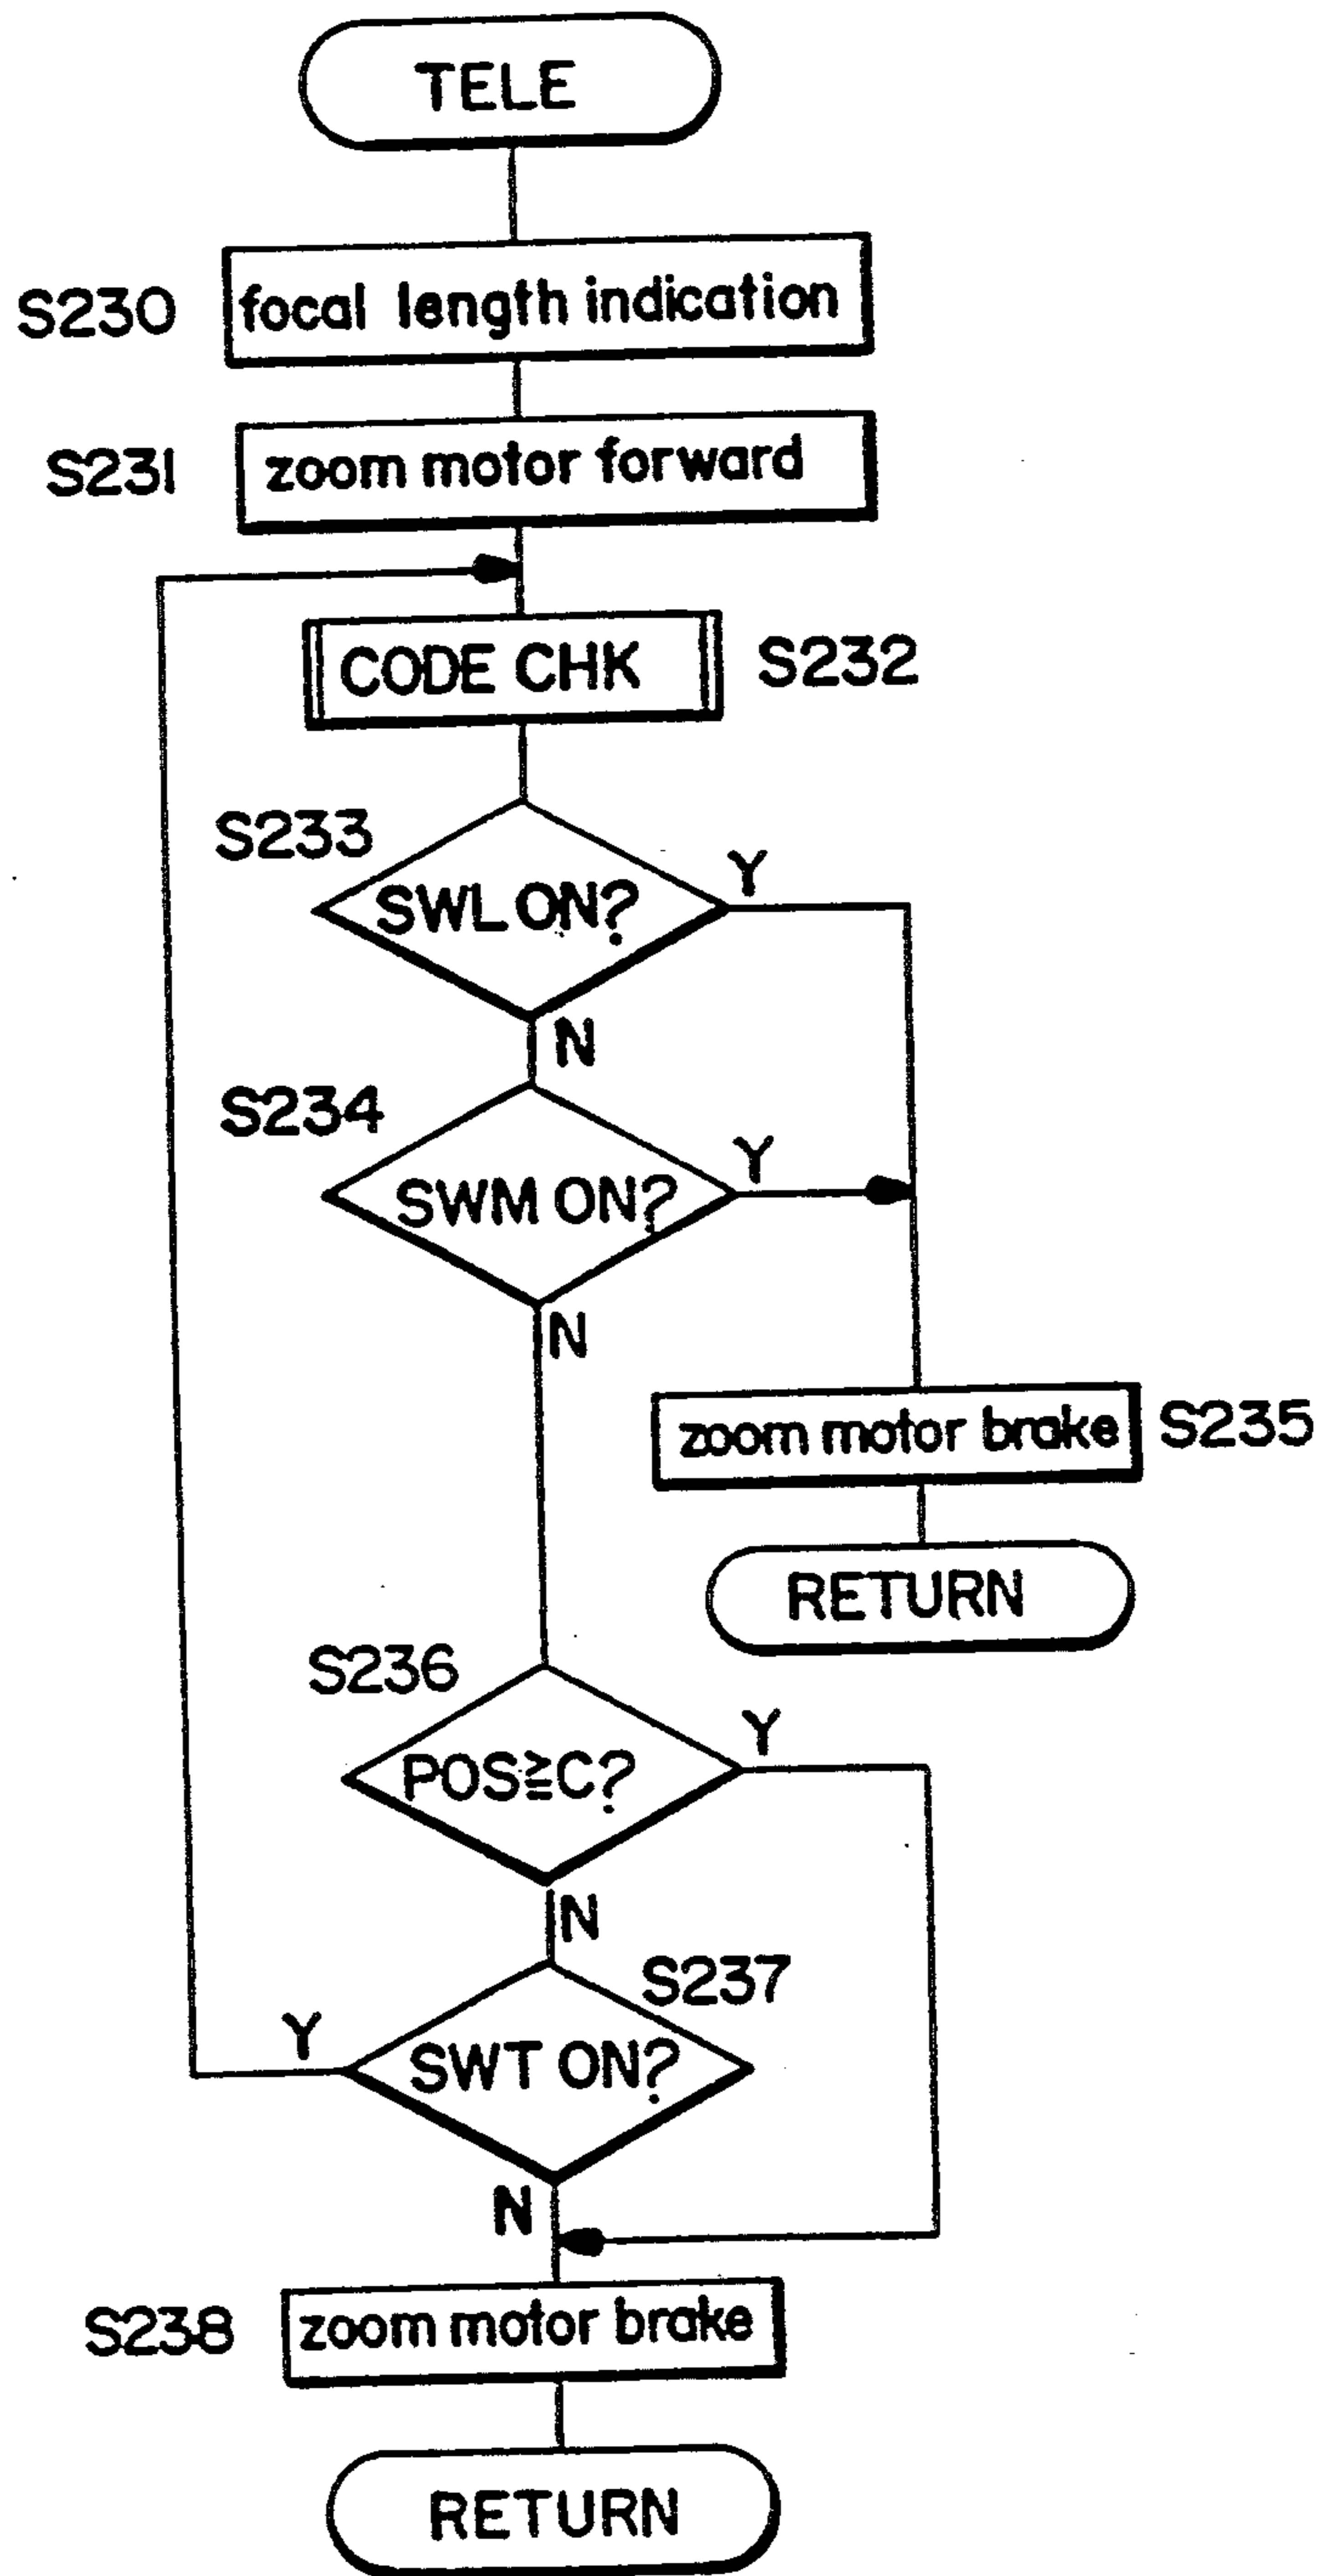 TELE
S230
focal length indication
S231
zoom motor forward
CODE CHK
S232
S233
SWL ON?
Y
N
S234
SWM ON?
Y
N
zoom motor brake
S235
RETURN
S236
POS≧C?
Y
N
S237
SWT ON?
Y
N
S238
zoom motor brake
RETURN